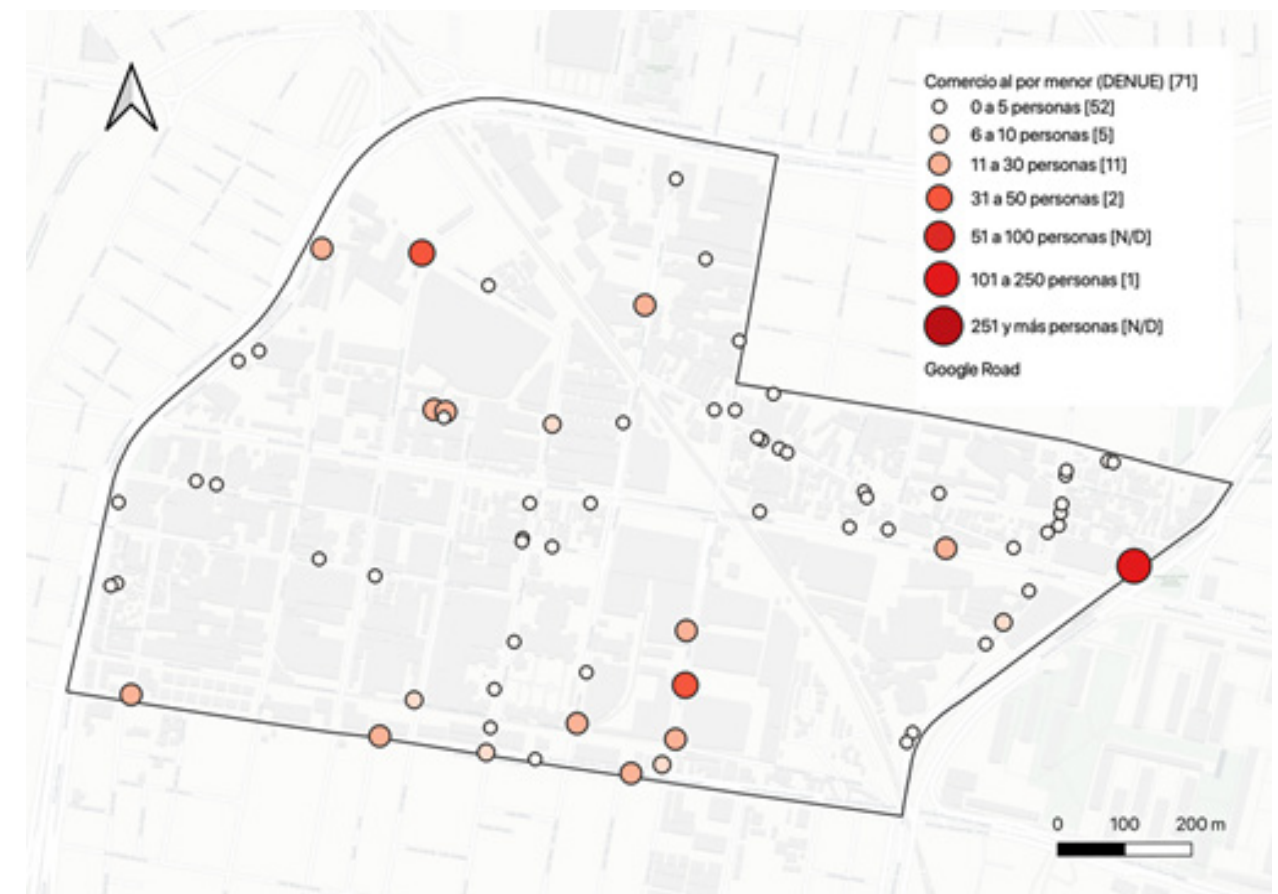 Comercio al por menor (DENUE) [71]
0 a 5 personas [52]
6 a 10 personas [5]
11 a 30 personas [11]
31 a 50 personas [2]
51 a 100 personas [N/D]
101 a 250 personas [1]
251 y más personas [N/D]
Google Road
0 100 200 m